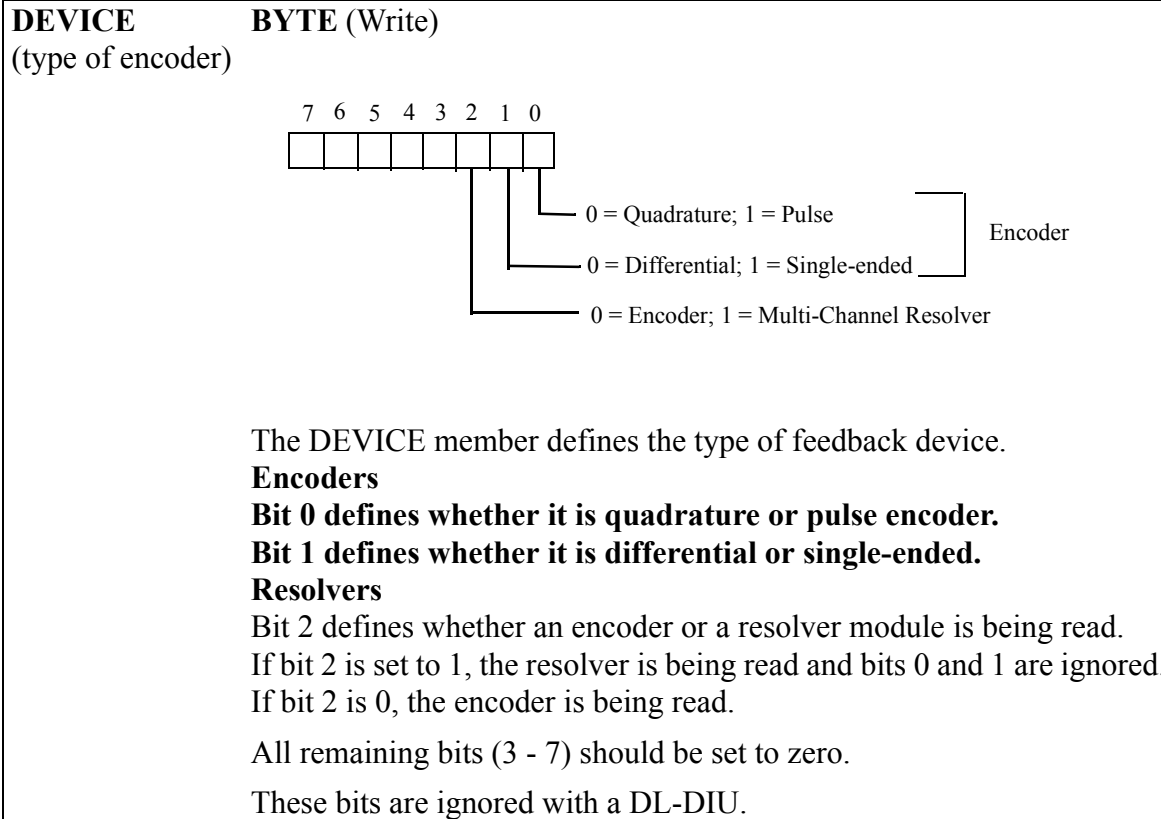 DEVICE BYTE (Write)
(type of encoder)
7 6 5 4 3 2 1 0
0 = Quadrature; 1 = Pulse
Encoder
0 = Differential; 1 = Single-ended
0 = Encoder; 1 = Multi-Channel Resolver
The DEVICE member defines the type of feedback device.
Encoders
Bit 0 defines whether it is quadrature or pulse encoder.
Bit 1 defines whether it is differential or single-ended.
Resolvers
Bit 2 defines whether an encoder or a resolver module is being read.
If bit 2 is set to 1, the resolver is being read and bits 0 and 1 are ignored.
If bit 2 is 0, the encoder is being read.
All remaining bits (3 - 7) should be set to zero.
These bits are ignored with a DL-DIU.